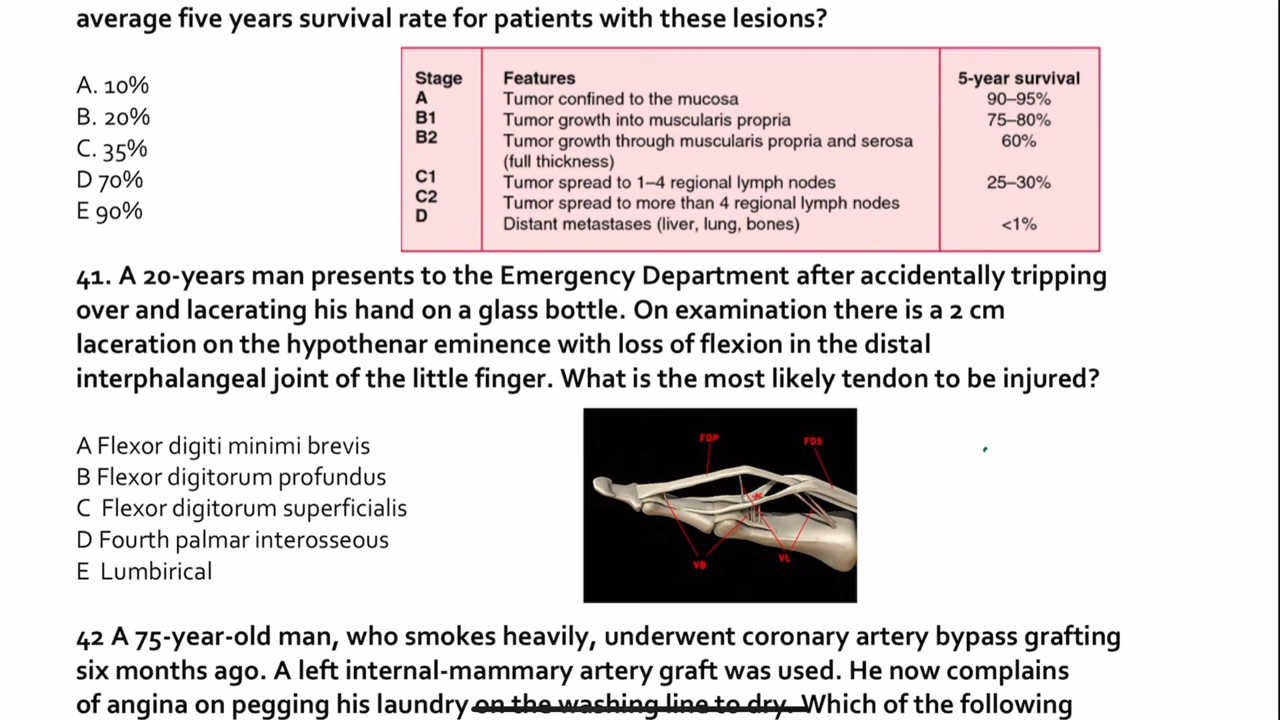 average five years survival rate for patients with these lesions?
A. 10%
B. 20%
C. 35%
D 70%
E 90%
Stage Features 5-year survival
A Tumor confined to the mucosa 90–95%
B1 Tumor growth into muscularis propria 75–80%
B2 Tumor growth through muscularis propria and serosa 60%
(full thickness)
C1 Tumor spread to 1–4 regional lymph nodes 25–30%
C2 Tumor spread to more than 4 regional lymph nodes
D Distant metastases (liver, lung, bones) <1%
41. A 20-years man presents to the Emergency Department after accidentally tripping
over and lacerating his hand on a glass bottle. On examination there is a 2 cm
laceration on the hypothenar eminence with loss of flexion in the distal
interphalangeal joint of the little finger. What is the most likely tendon to be injured?
A Flexor digiti minimi brevis
B Flexor digitorum profundus
C Flexor digitorum superficialis
D Fourth palmar interosseous
E Lumbirical
FDP FDS
VB VL
42 A 75-year-old man, who smokes heavily, underwent coronary artery bypass grafting
six months ago. A left internal-mammary artery graft was used. He now complains
of angina on pegging his laundry on the washing line to dry. Which of the following